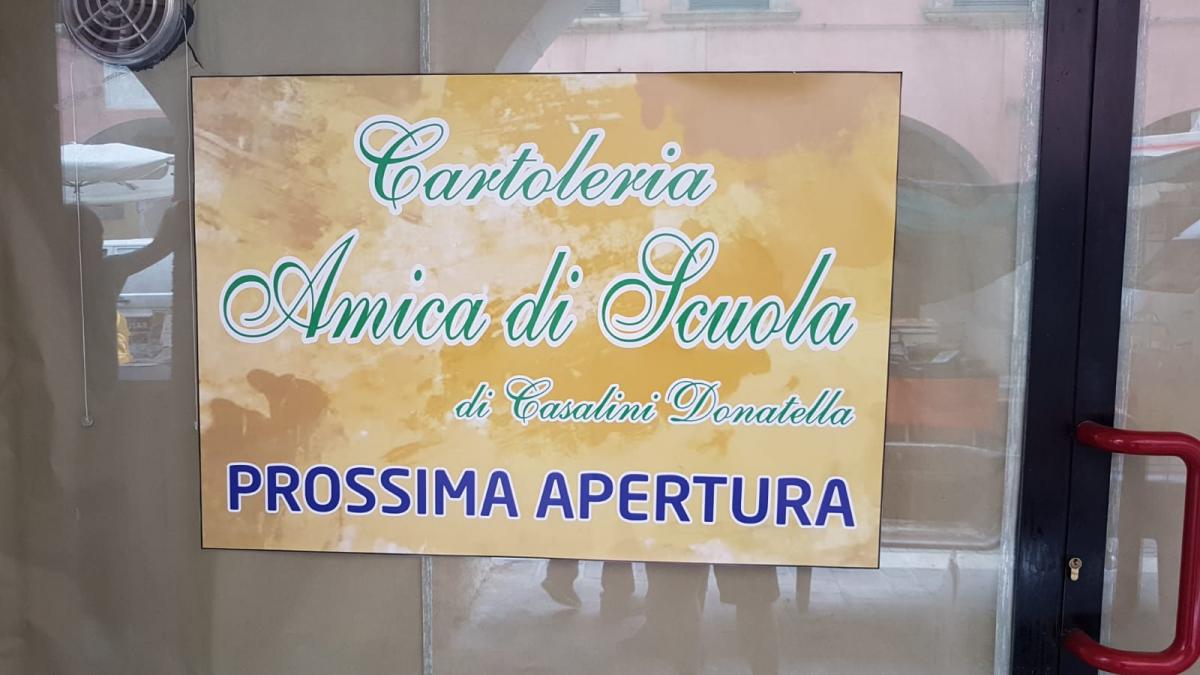 Cartoleria
Amica di Scuola
di Casalini Donatella
PROSSIMA APERTURA